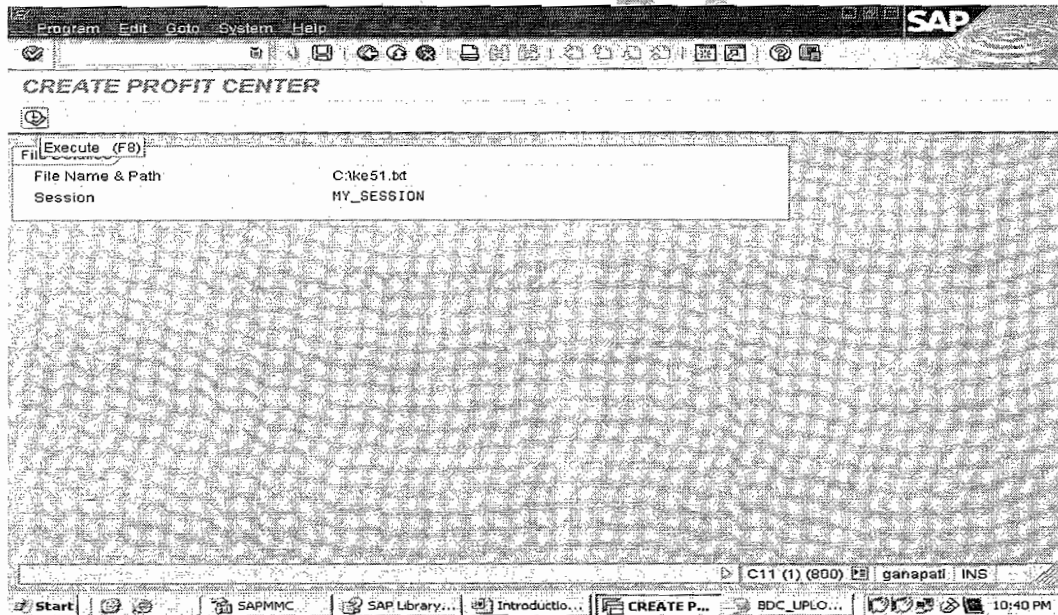 Program Edit Goto System Help
SAP
CREATE PROFIT CENTER
Execute (F8)
File Name & Path C:\ke51.txt
Session MY_SESSION
C11 (1) (800) ganapati INS
Start SAPMMC SAP Library... Introductio... CREATE P... BDC_UPLO... 10:40 PM